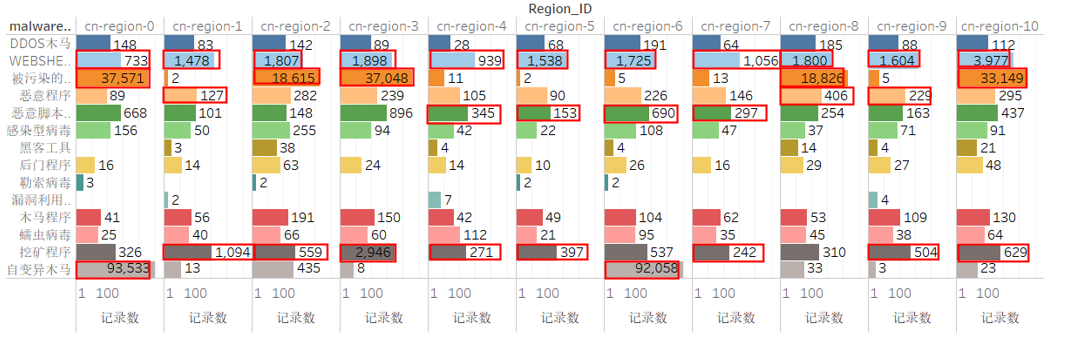 Region_ID
malware.. cn-region-0 cn-region-1 cn-region-2 cn-region-3 cn-region-4 cn-region-5 cn-region-6 cn-region-7 cn-region-8 cn-region-9 cn-region-10
DDOS木马 148 83 142 89 28 68 191 64 185 88 112
WEBSHE.. 733 1,478 1,807 1,898 939 1,538 1,725 1,056 1,800 1,604 3,977
被污染的.. 37,571 2 18,615 37,048 11 2 5 13 18,826 5 33,149
恶意程序 89 127 282 239 105 90 226 146 406 229 295
恶意脚本.. 668 101 148 896 345 153 690 297 254 163 437
感染型病毒 156 50 255 94 42 22 108 47 37 71 91
黑客工具 3 38 4 4 14 4 21
后门程序 16 14 63 24 14 10 26 16 29 27 48
勒索病毒 3 2 2 2
漏洞利用.. 2 7 4
木马程序 41 56 191 150 42 49 104 62 53 109 130
蠕虫病毒 25 40 66 60 112 21 95 35 45 38 64
挖矿程序 326 1,094 559 2,946 271 397 537 242 310 504 629
自变异木马 93,533 13 435 8 92,058 33 3 23
1 100 1 100 1 100 1 100 1 100 1 100 1 100 1 100 1 100 1 100 1 100
记录数 记录数 记录数 记录数 记录数 记录数 记录数 记录数 记录数 记录数 记录数